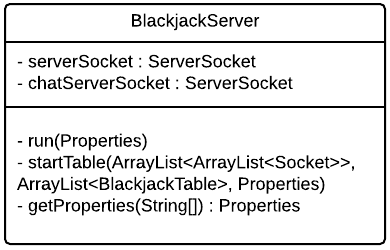 BlackjackServer
- serverSocket : ServerSocket
- chatServerSocket : ServerSocket
- run(Properties)
- startTable(ArrayList<ArrayList<Socket>>,
ArrayList<BlackjackTable>, Properties)
- getProperties(String[]) : Properties